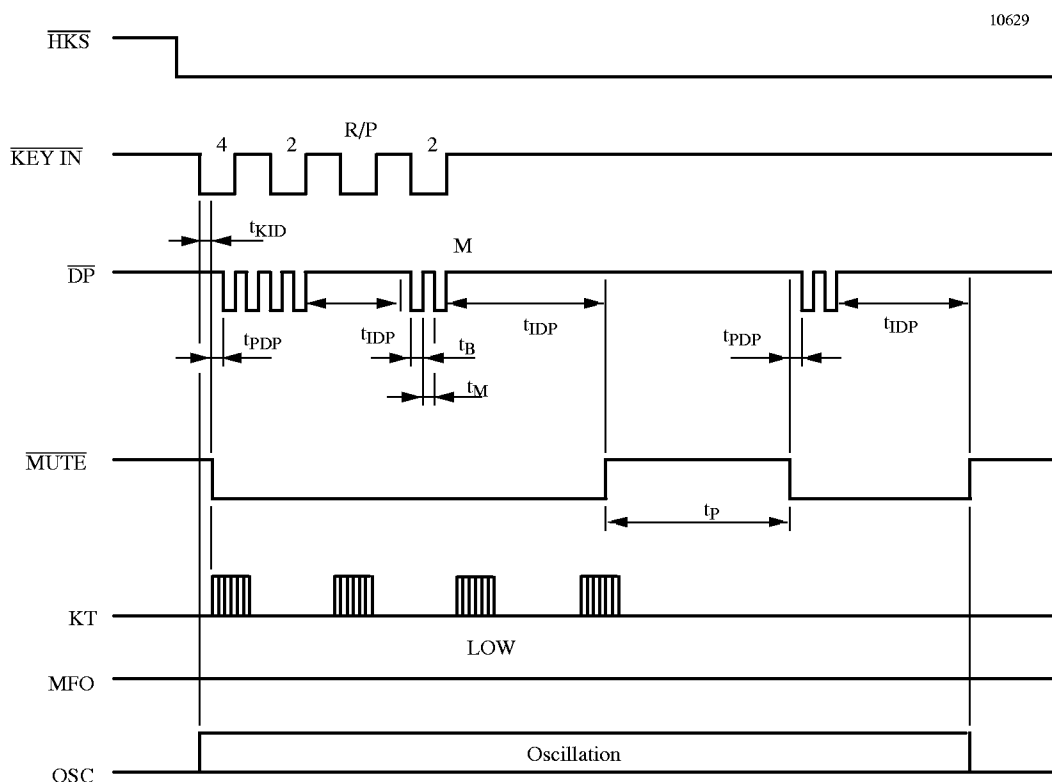 10629
HKS
4 2 R/P 2
KEY IN
tKID
M
DP
tPDP tIDP tB tIDP tPDP tIDP
tM
MUTE
tP
KT
LOW
MFO
Oscillation
OSC